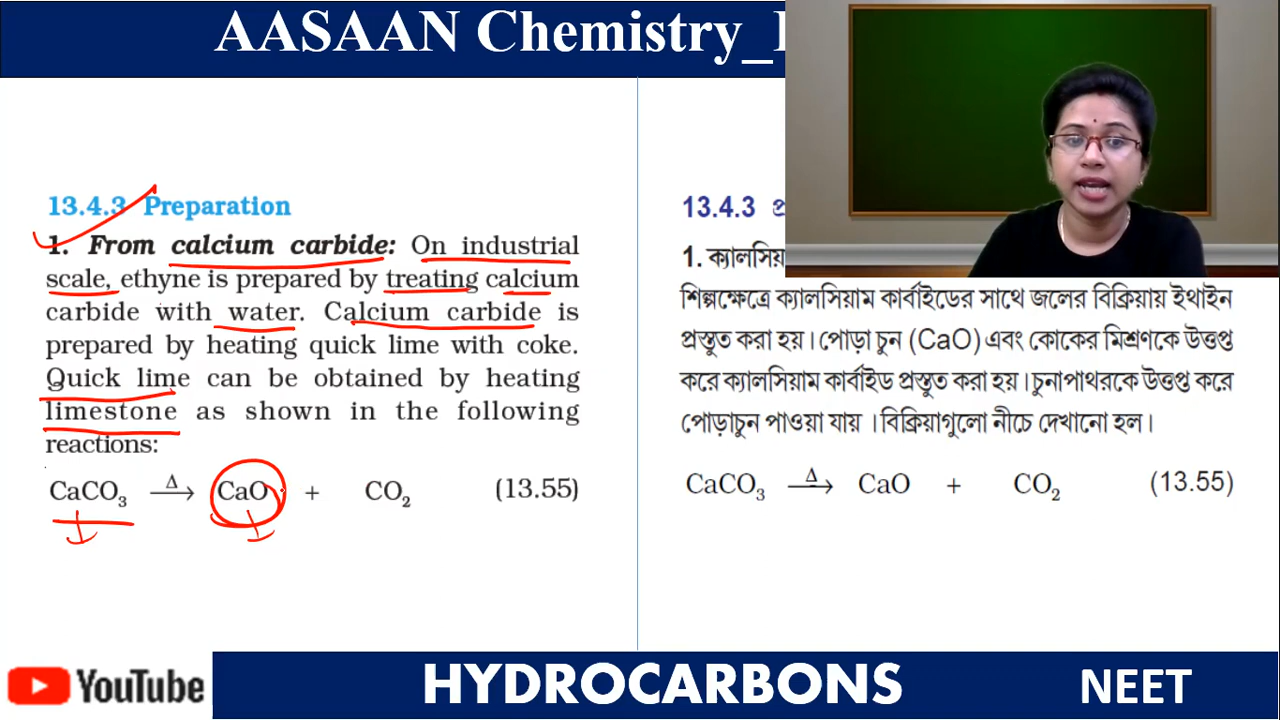 AASAAN Chemistry_
13.4.3 Preparation
1. From calcium carbide: On industrial
scale, ethyne is prepared by treating calcium
carbide with water. Calcium carbide is
prepared by heating quick lime with coke.
Quick lime can be obtained by heating
limestone as shown in the following
reactions:
CaCO₃ —Δ→ CaO + CO₂ (13.55)
13.4.3
1. ক্যালসিয়
শিল্পক্ষেত্রে ক্যালসিয়াম কার্বাইডের সাথে জলের বিক্রিয়ায় ইথাইন
প্রস্তুত করা হয়। পোড়া চুন (CaO) এবং কোকের মিশ্রণকে উত্তপ্ত
করে ক্যালসিয়াম কার্বাইড প্রস্তুত করা হয়। চুনাপাথরকে উত্তপ্ত করে
পোড়াচুন পাওয়া যায় । বিক্রিয়াগুলো নীচে দেখানো হল।
CaCO₃ —Δ→ CaO + CO₂ (13.55)
YouTube
HYDROCARBONS
NEET